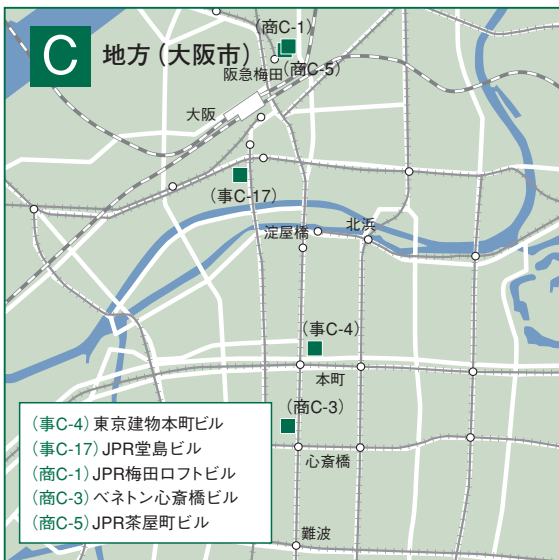 C 地方（大阪市）
（商C-1）
阪急梅田
（商C-5）
大阪
（事C-17）
淀屋橋
北浜
（事C-4）
本町
（商C-3）
心斎橋
難波
（事C-4）東京建物本町ビル
（事C-17）JPR堂島ビル
（商C-1）JPR梅田ロフトビル
（商C-3）ベネトン心斎橋ビル
（商C-5）JPR茶屋町ビル